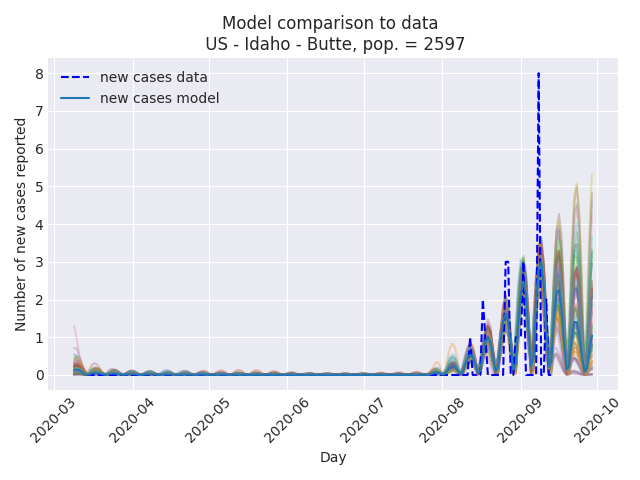 Model comparison to data
US - Idaho - Butte, pop. = 2597
new cases data
new cases model
Number of new cases reported
8
7
6
5
4
3
2
1
0
2020-03
2020-04
2020-05
2020-06
2020-07
2020-08
2020-09
2020-10
Day